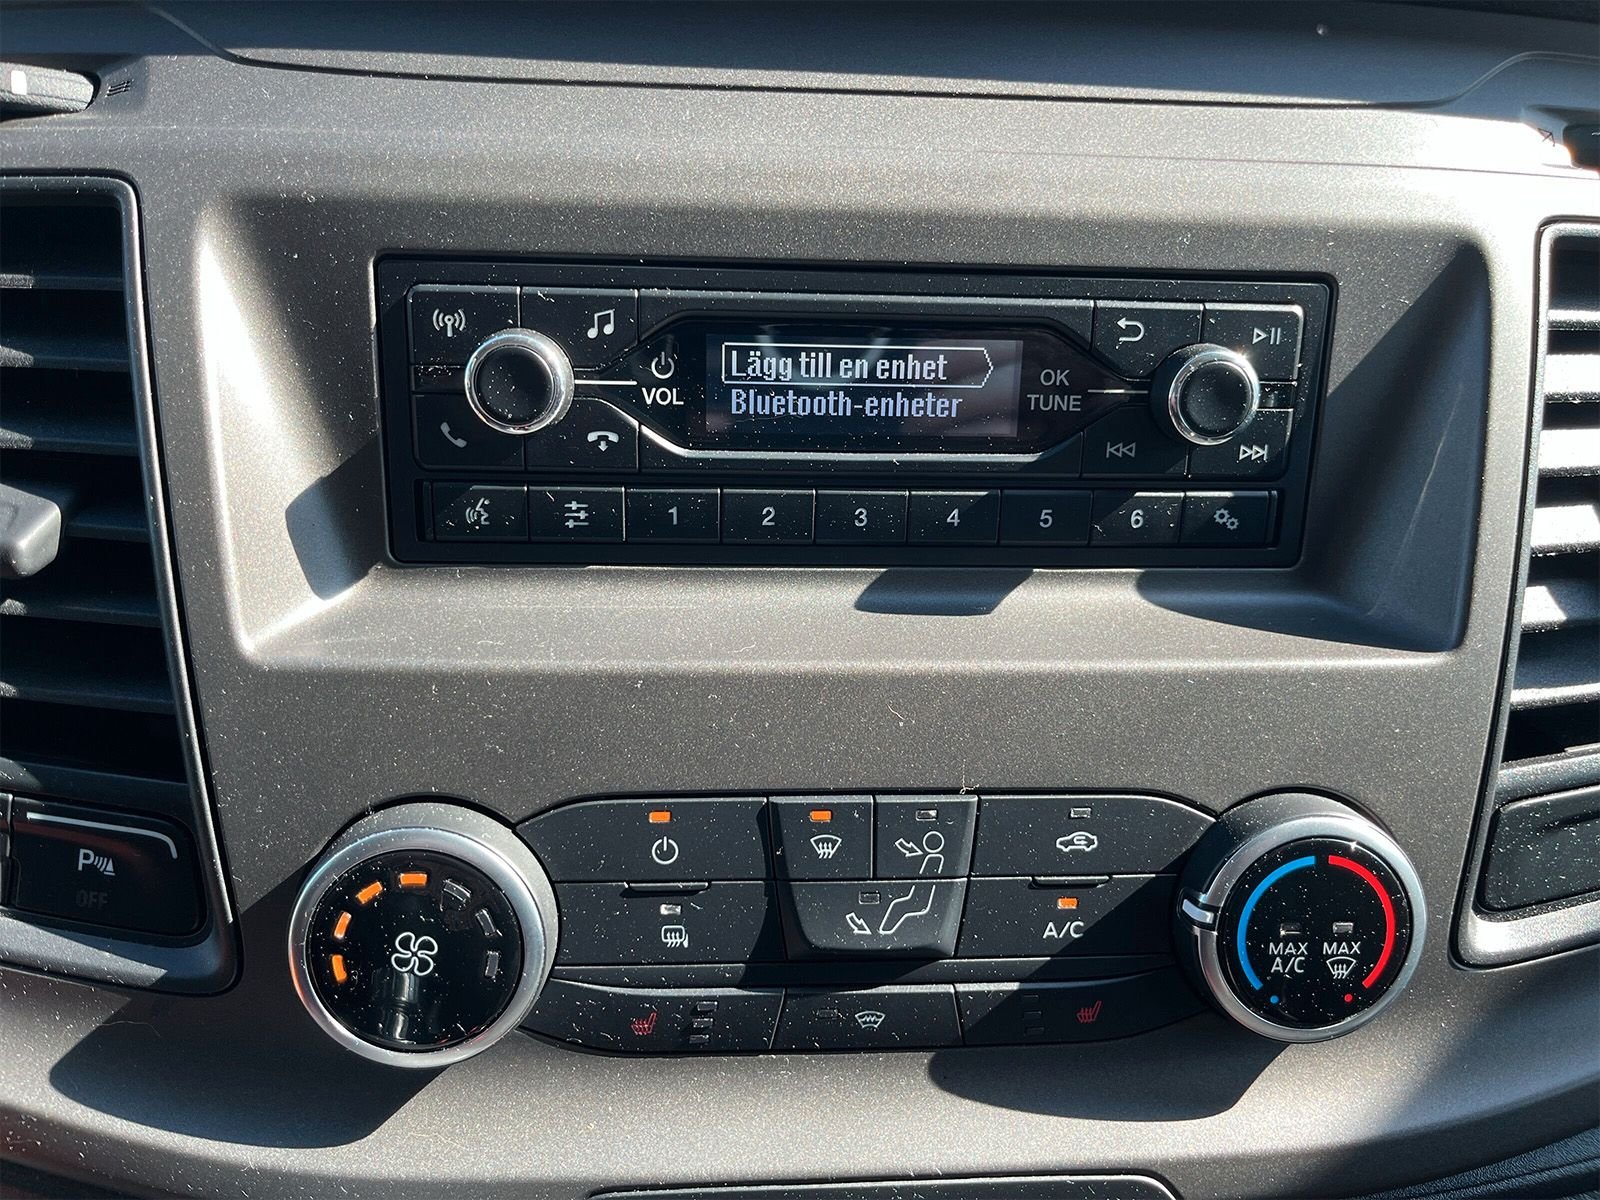 Lägg till en enhet
Bluetooth-enheter
VOL
OK
TUNE
1 2 3 4 5 6
P
OFF
A/C
MAX
A/C
MAX